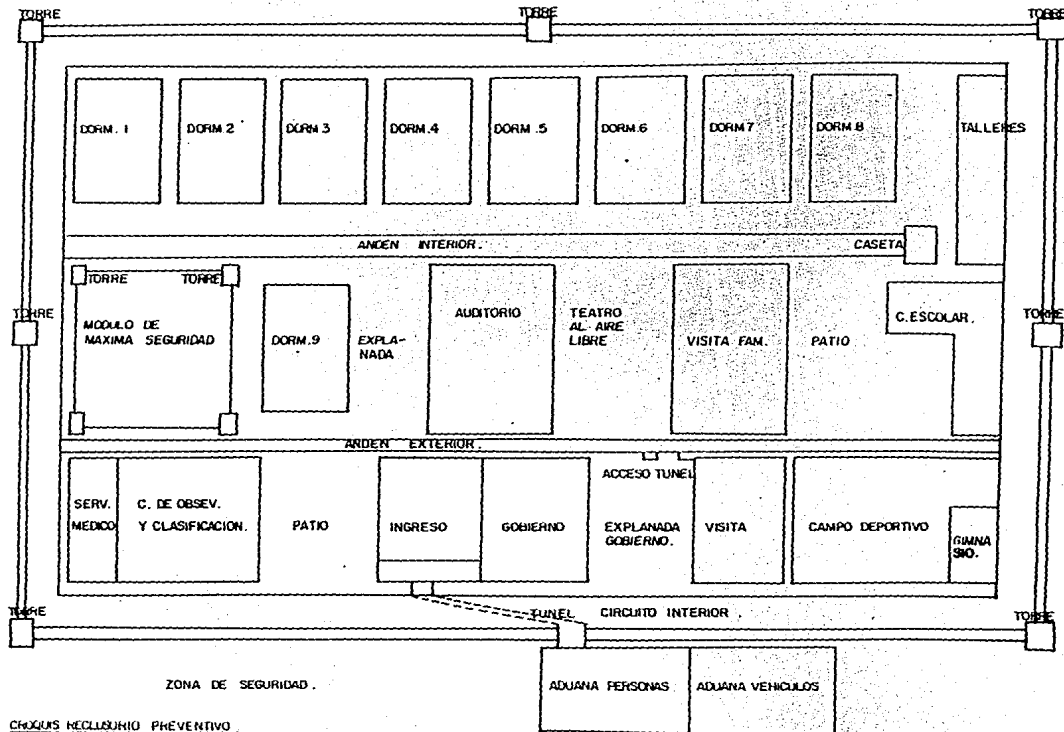 TORRE TORRE TORRE
DORM. 1 DORM. 2 DORM 3 DORM.4 DORM .5 DORM.6 DORM 7 DORM 8 TALLERES
ANDEN INTERIOR. CASETA
TORRE TORRE
TORRE
MODULO DE
MAXIMA SEGURIDAD
DORM.9
EXPLA-
NADA
AUDITORIO
TEATRO
AL AIRE
LIBRE
VISITA FAM.
PATIO
C.ESCOLAR.
TORRE
ANDEN EXTERIOR.
ACCESO TUNEL
SERV.
MEDICO
C. DE OBSEV.
Y CLASIFICACION.
PATIO
INGRESO
GOBIERNO
EXPLANADA
GOBIERNO.
VISITA
CAMPO DEPORTIVO
GIMNA
SIO.
TORRE
TUNEL
CIRCUITO INTERIOR .
TORRE
ZONA DE SEGURIDAD .
ADUANA PERSONAS
ADUANA VEHICULOS
CROQUIS RECLUSORIO PREVENTIVO